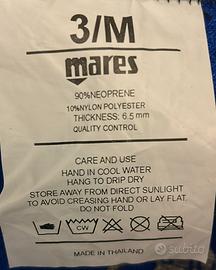 3/M
mares
90%NEOPRENE
10%NYLON POLYESTER
THICKNESS: 6.5 mm
QUALITY CONTROL
CARE AND USE
HAND IN COOL WATER
HANG TO DRIP DRY
STORE AWAY FROM DIRECT SUNLIGHT
TO AVOID CREASING HAND OR LAY FLAT.
DO NOT FOLD
CW
MADE IN THAILAND
subito